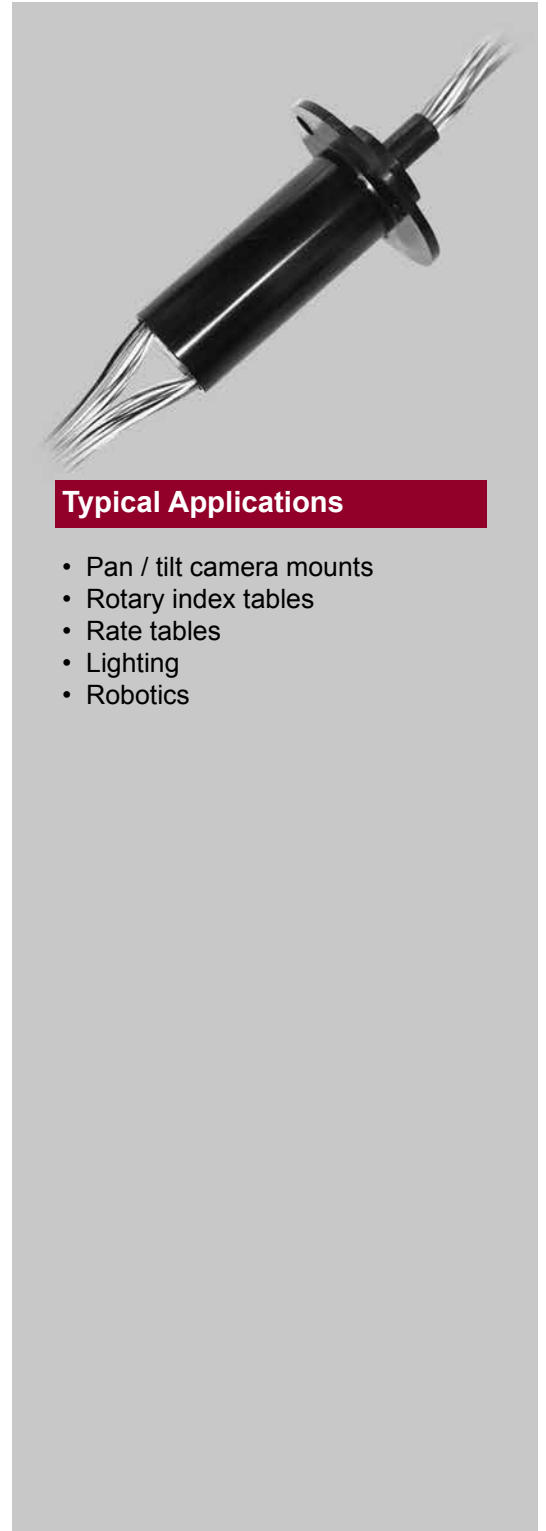 Typical Applications
• Pan / tilt camera mounts
• Rotary index tables
• Rate tables
• Lighting
• Robotics